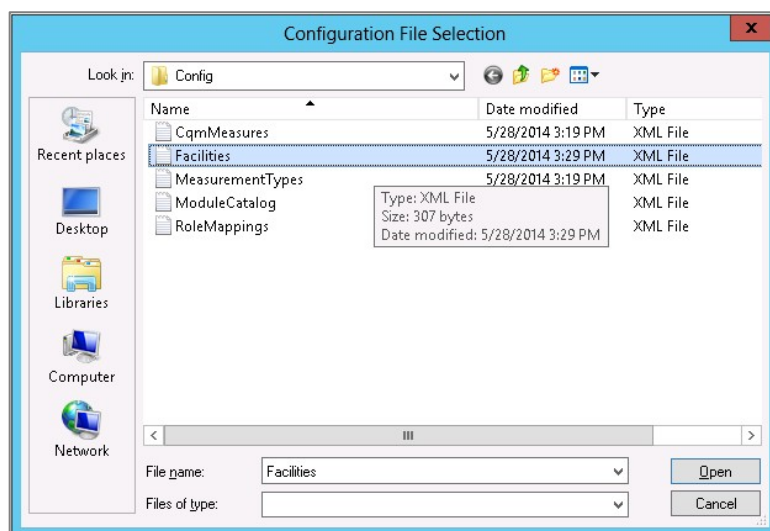 Configuration File Selection
x
Look in: Config
Name Date modified Type
CqmMeasures 5/28/2014 3:19 PM XML File
Facilities 5/28/2014 3:29 PM XML File
MeasurementTypes 5/28/2014 3:19 PM XML File
ModuleCatalog XML File
RoleMappings XML File
Type: XML File
Size: 307 bytes
Date modified: 5/28/2014 3:29 PM
Recent places
Desktop
Libraries
Computer
Network
File name: Facilities Open
Files of type: Cancel